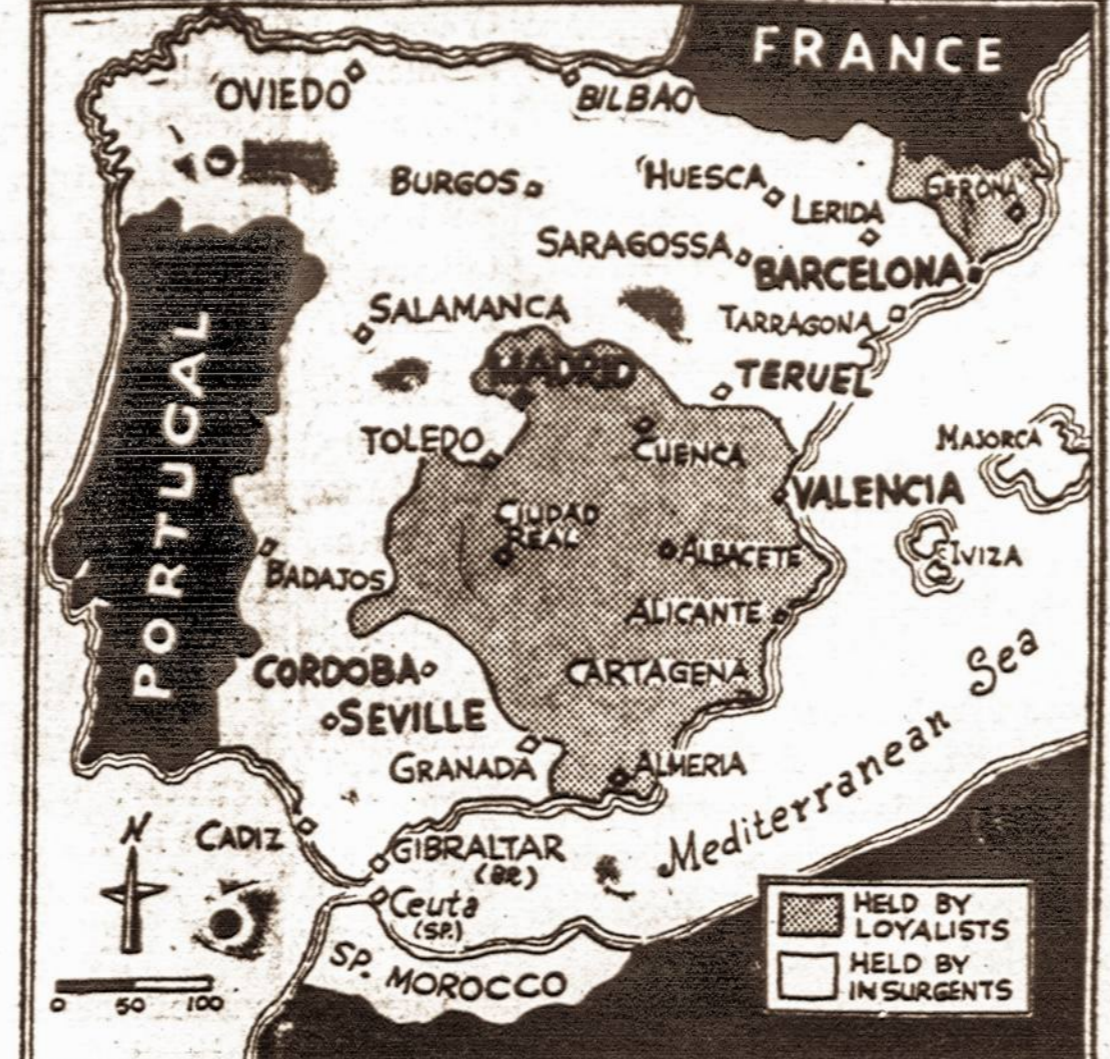 FRANCE
OVIEDO
BILBAO
BURGOS
HUESCA
GERONA
LERIDA
SARAGOSSA
BARCELONA
SALAMANCA
TARRAGONA
MADRID
TERUEL
TOLEDO
CUENCA
MAJORCA
PORTUGAL
VALENCIA
CIUDAD
REAL
ALBACETE
IVIZA
BADAJOS
ALICANTE
CORDOBA
CARTAGENA
Mediterranean Sea
SEVILLE
GRANADA
ALMERIA
N
CADIZ
GIBRALTAR
(BR.)
Ceuta
(SP.)
SP. MOROCCO
0 50 100
HELD BY
LOYALISTS
HELD BY
INSURGENTS